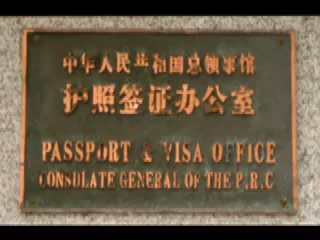 中华人民共和国总领事馆
护照签证办公室
PASSPORT & VISA OFFICE
CONSULATE GENERAL OF THE P.R.C